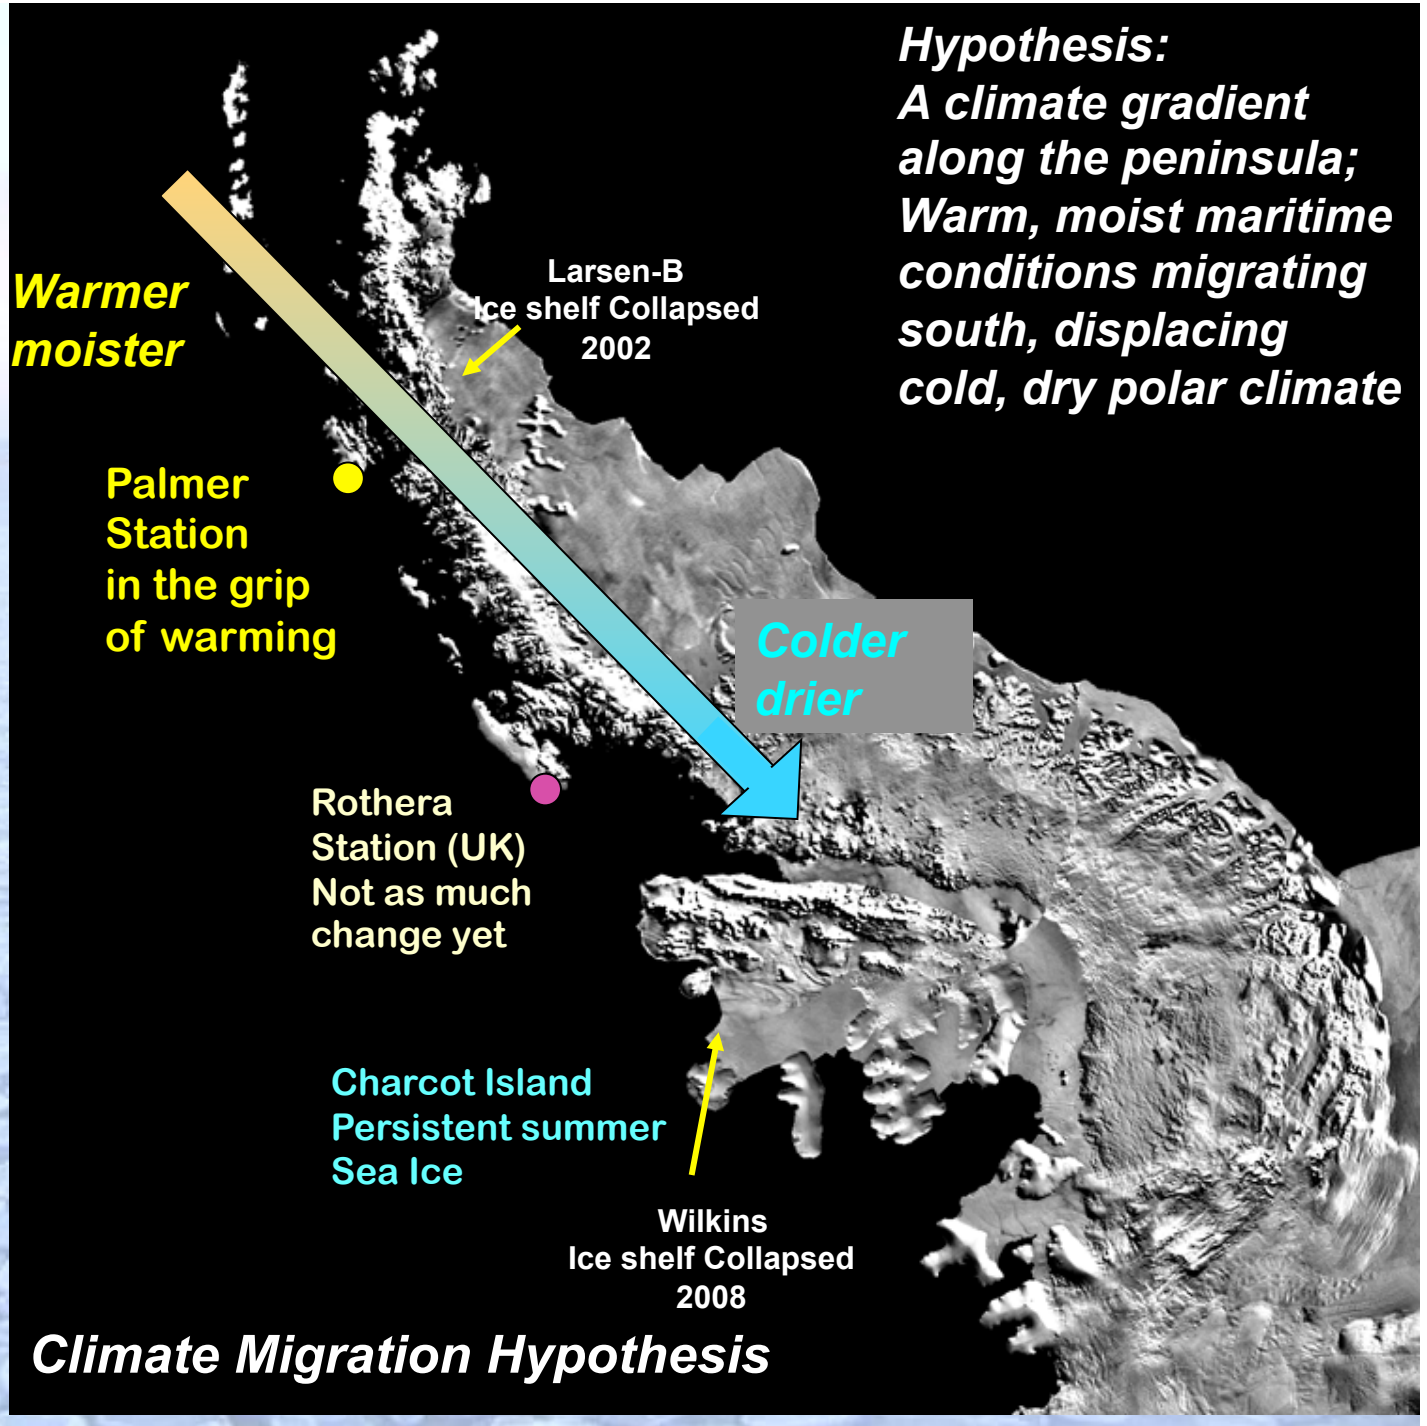 Hypothesis:
A climate gradient
along the peninsula;
Warm, moist maritime
conditions migrating
south, displacing
cold, dry polar climate
Warmer
moister
Larsen-B
Ice shelf Collapsed
2002
Palmer
Station
in the grip
of warming
Colder
drier
Rothera
Station (UK)
Not as much
change yet
Charcot Island
Persistent summer
Sea Ice
Wilkins
Ice shelf Collapsed
2008
Climate Migration Hypothesis